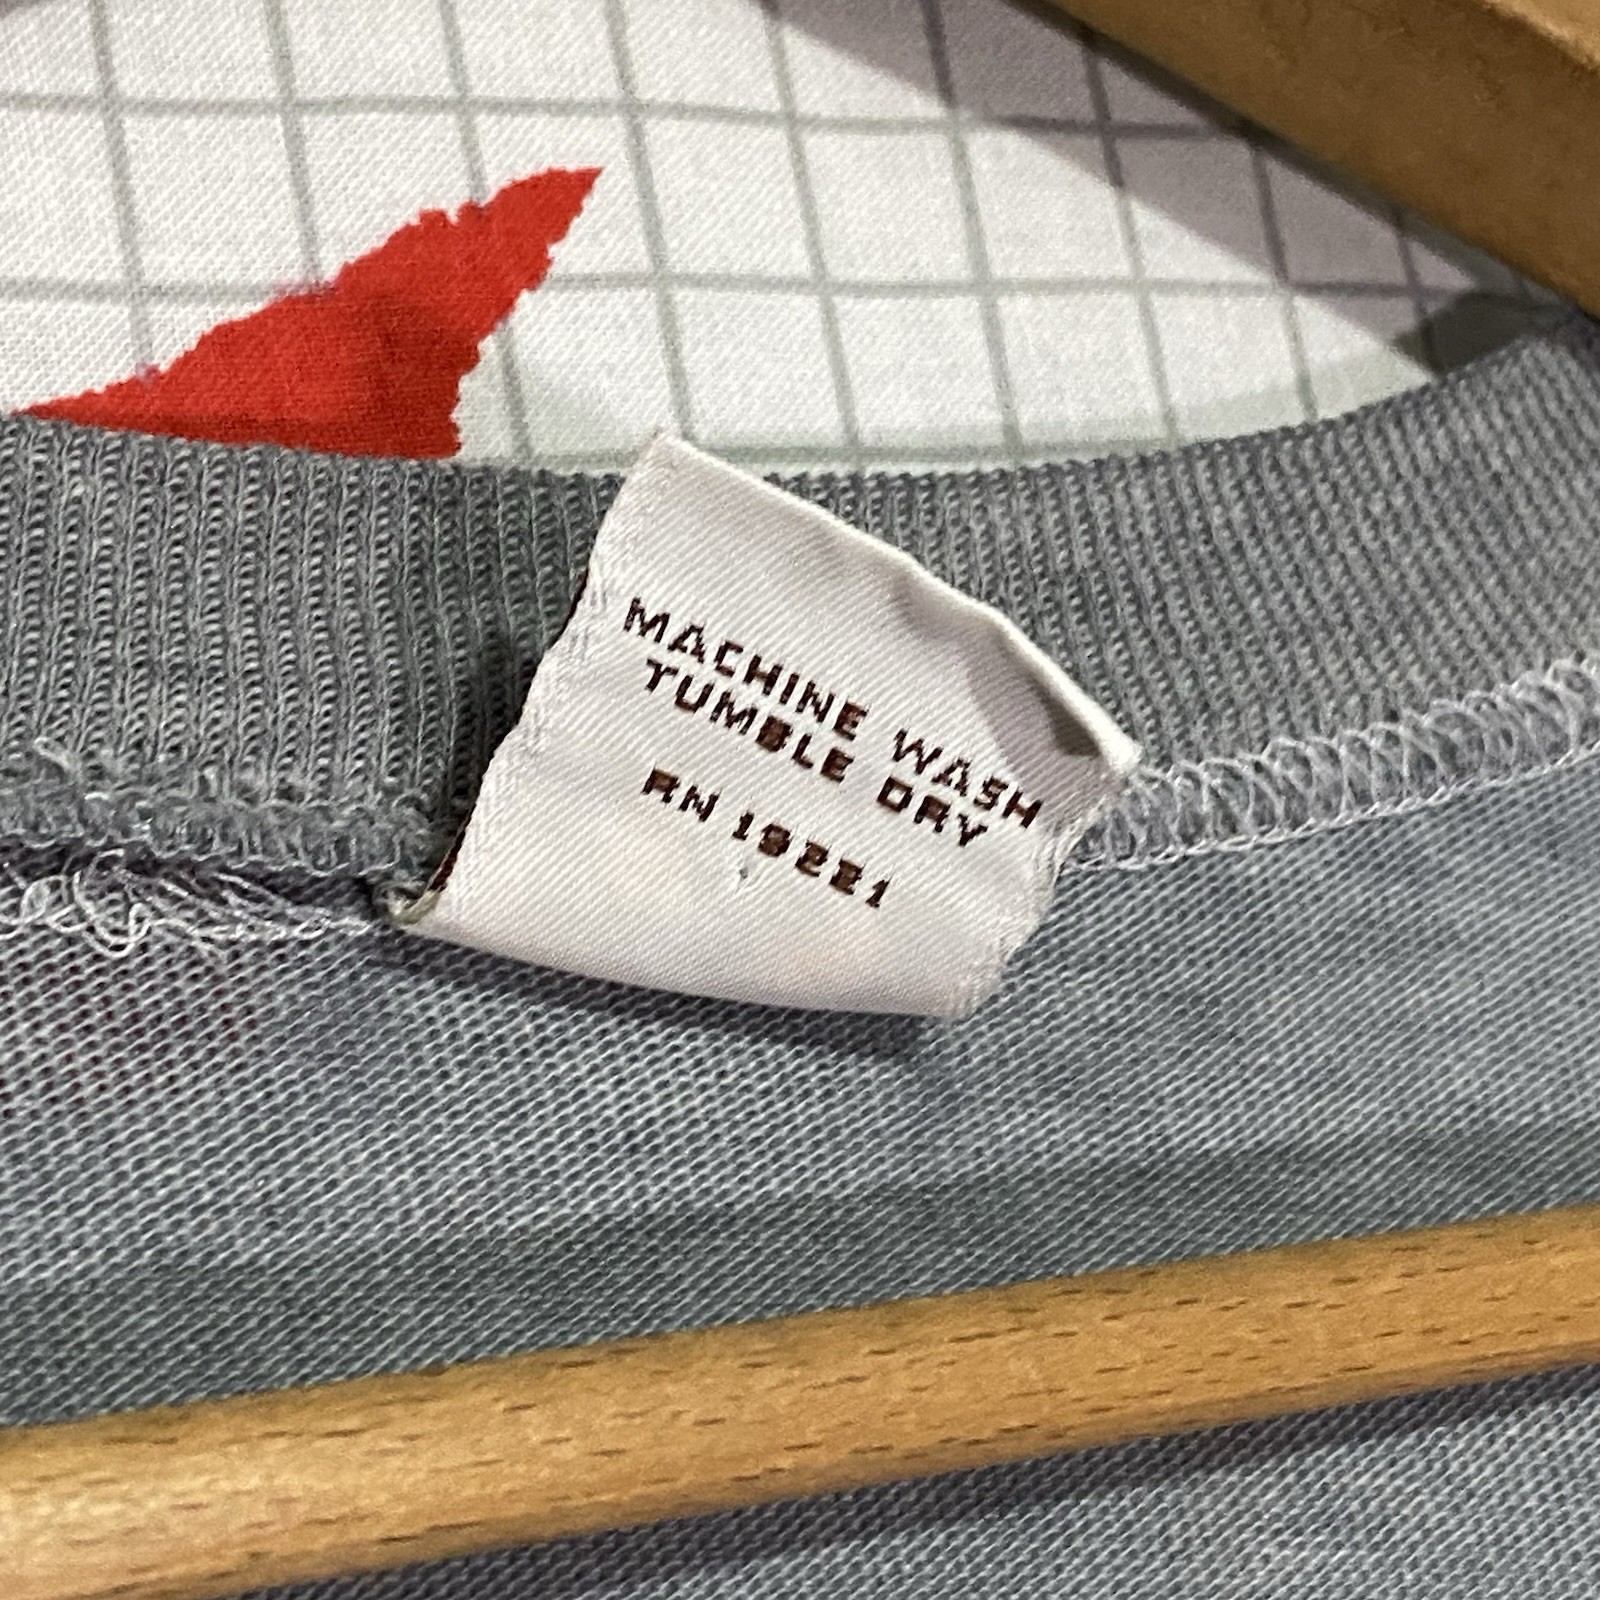 MACHINE WASH
TUMBLE DRY
RN 19221